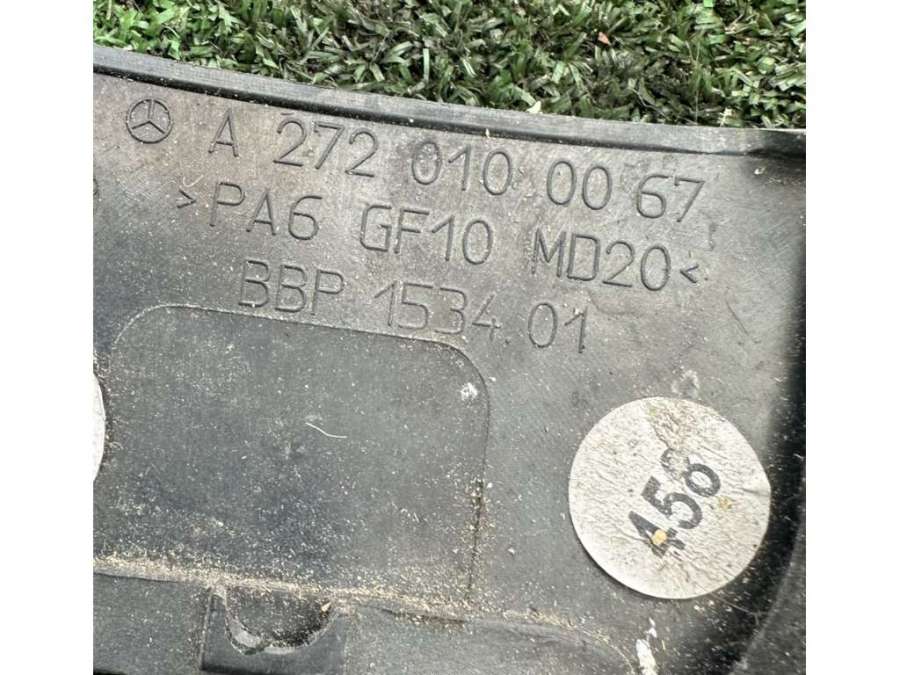 A 272 010 00 67
>PA6 GF10 MD20<
BBP 1534.01
458